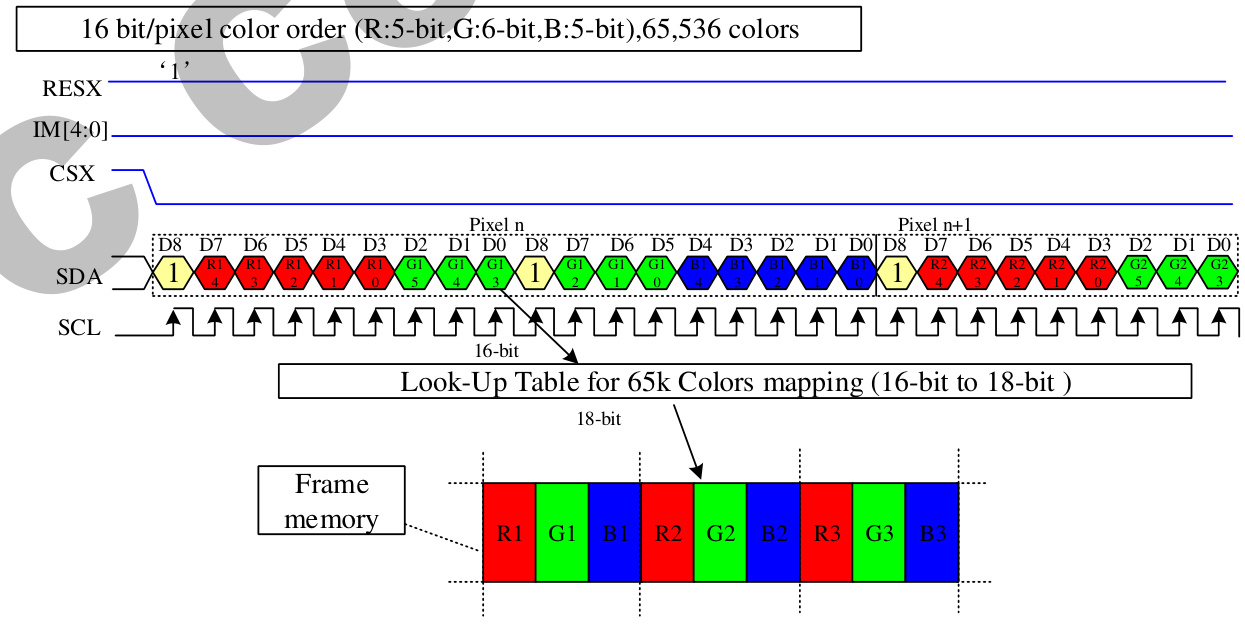 16 bit/pixel color order (R:5-bit,G:6-bit,B:5-bit),65,536 colors
‘1’
RESX
IM[4:0]
CSX
Pixel n
Pixel n+1
D8 D7 D6 D5 D4 D3 D2 D1 D0 D8 D7 D6 D5 D4 D3 D2 D1 D0 D8 D7 D6 D5 D4 D3 D2 D1 D0
SDA
1 R1 4 R1 3 R1 2 R1 1 R1 0 G1 5 G1 4 G1 3 1 G1 2 G1 1 G1 0 B1 4 B1 3 B1 2 B1 1 B1 0 1 R2 4 R2 3 R2 2 R2 1 R2 0 G2 5 G2 4 G2 3
SCL
16-bit
Look-Up Table for 65k Colors mapping (16-bit to 18-bit )
18-bit
Frame
memory
R1 G1 B1 R2 G2 B2 R3 G3 B3